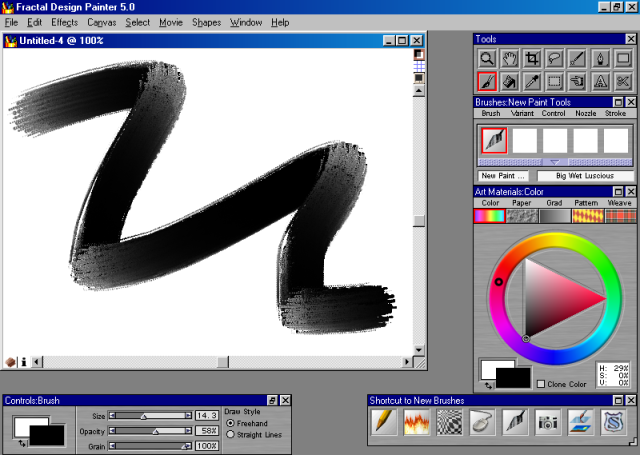 Fractal Design Painter 5.0
File Edit Effects Canvas Select Movie Shapes Window Help
Untitled-4 @ 100%
Tools
Brushes:New Paint Tools
Brush Variant Control Nozzle Stroke
New Paint ... Big Wet Luscious
Art Materials:Color
Color Paper Grad Pattern Weave
H: 29%
S: 0%
V: 0%
Clone Color
Controls:Brush
Size 14.3
Opacity 58%
Grain 100%
Draw Style
Freehand
Straight Lines
Shortcut to New Brushes